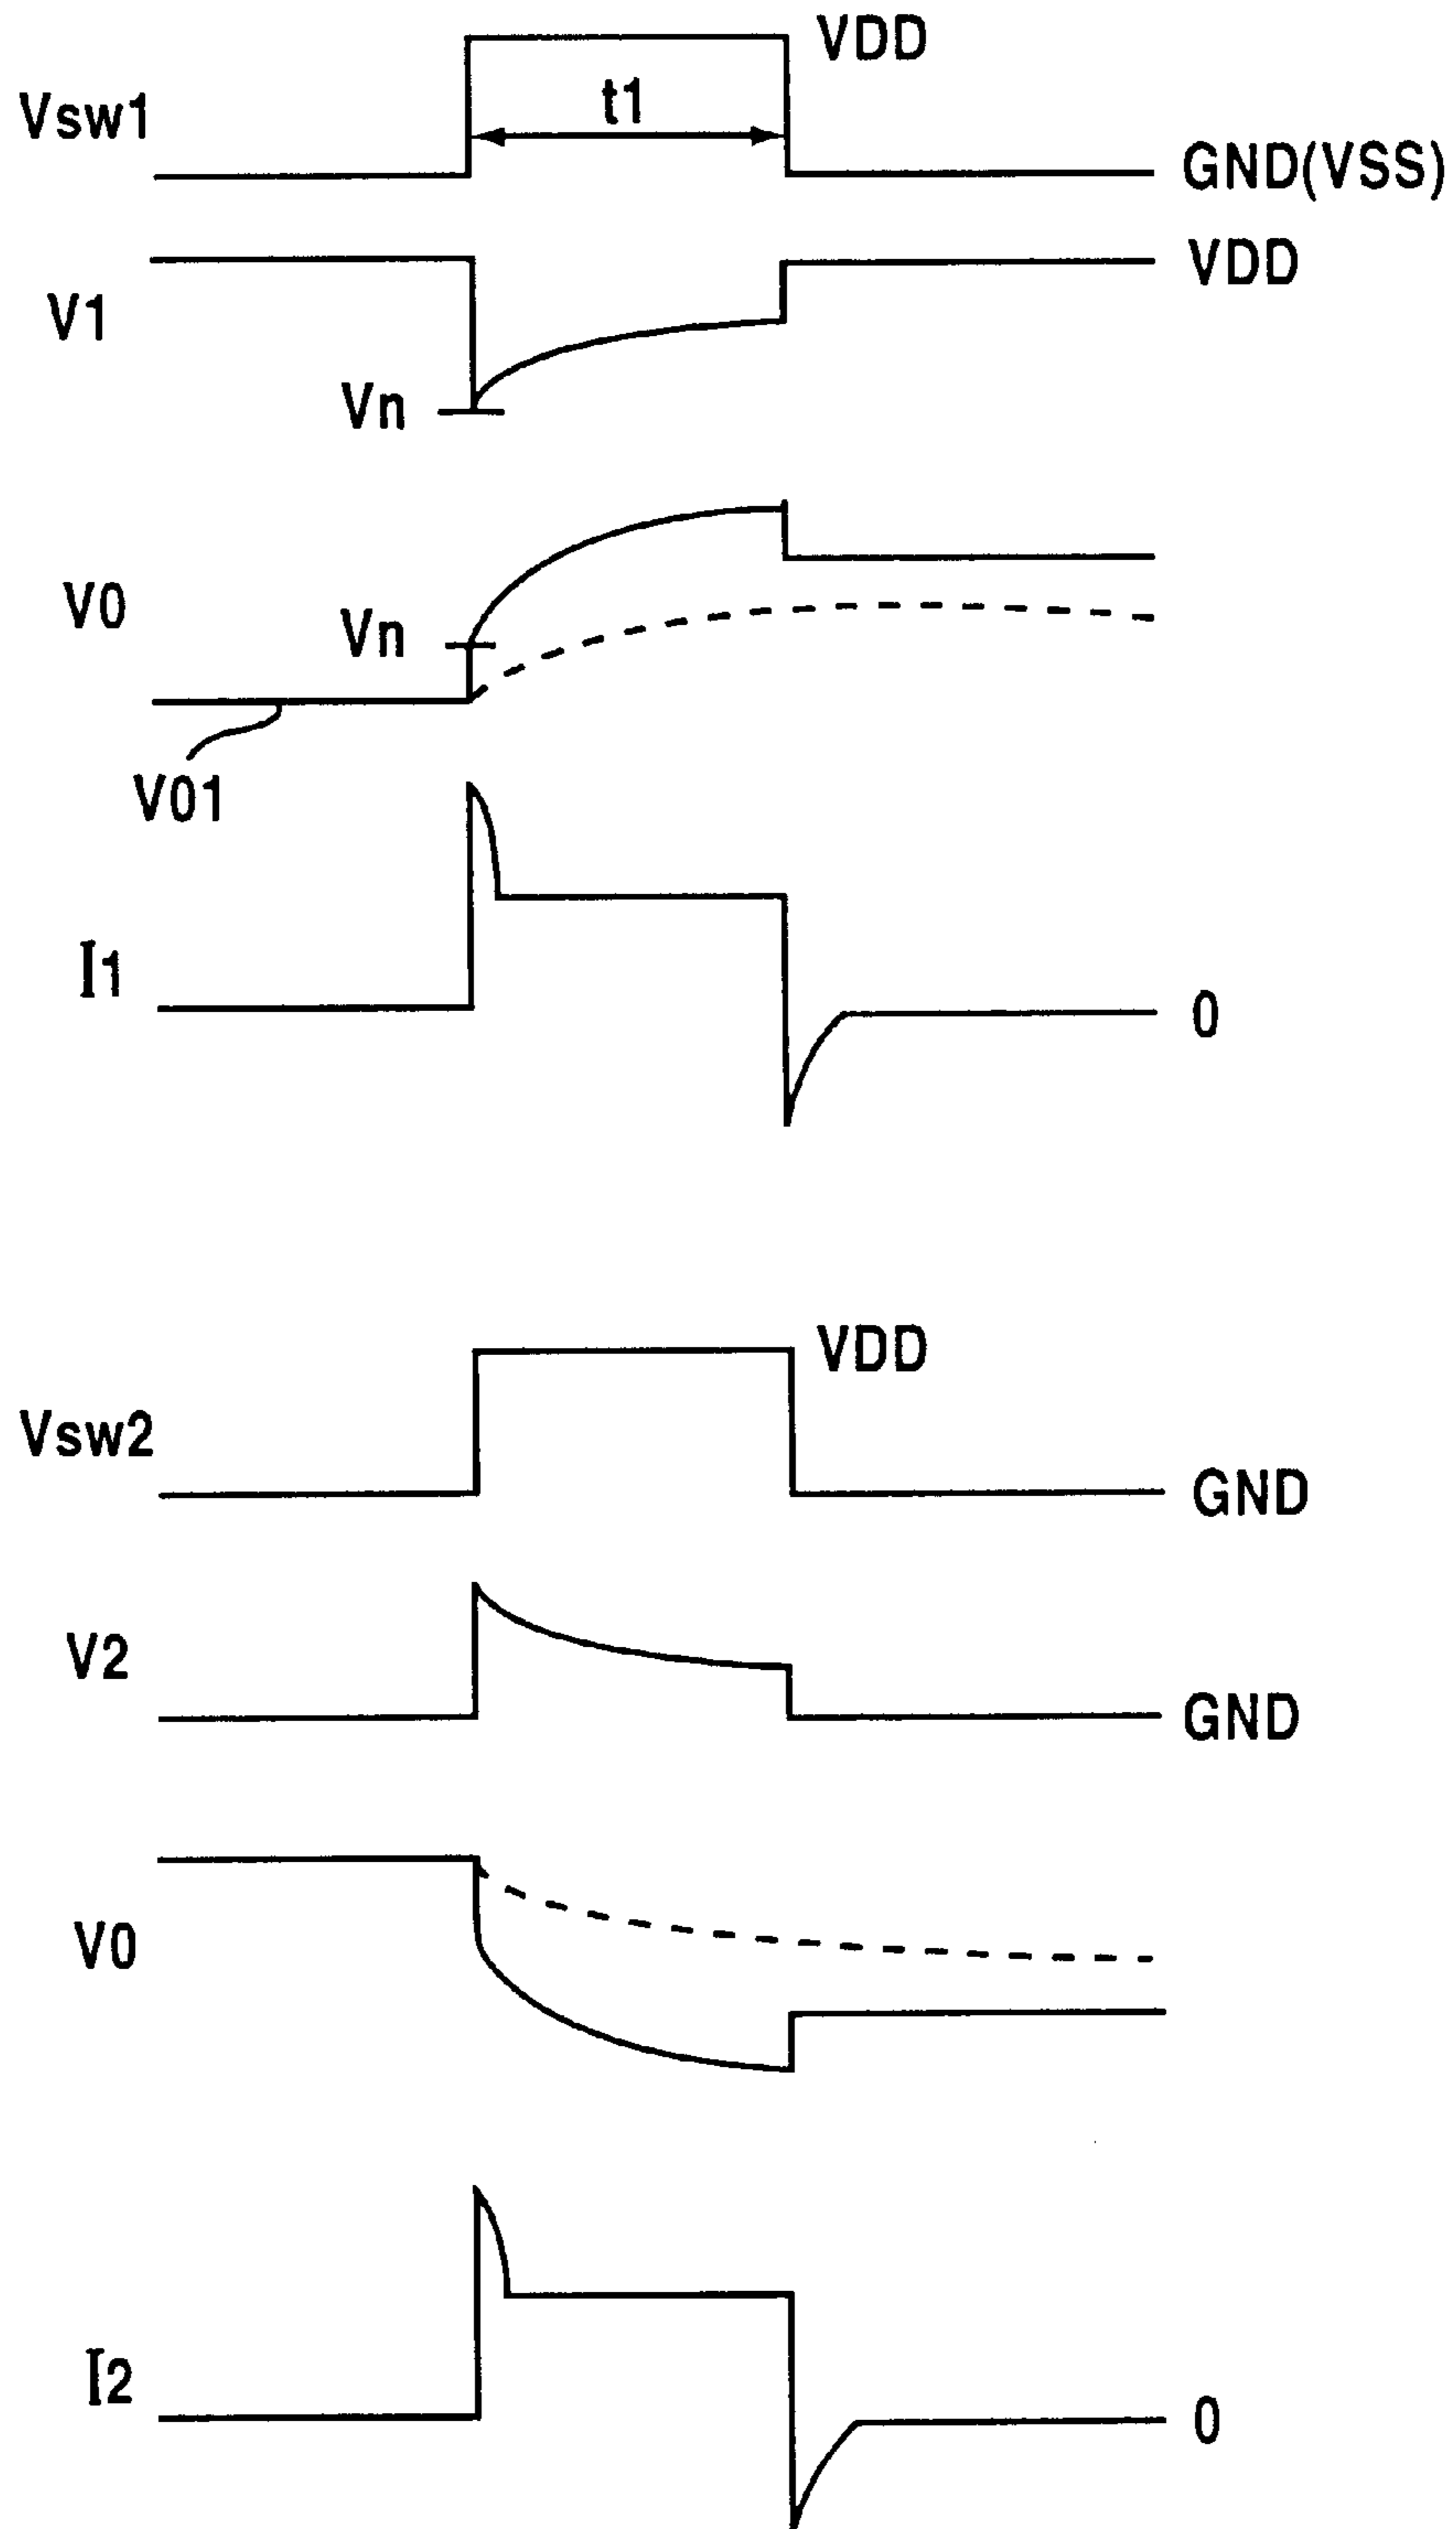 VDD
Vsw1
t1
GND(VSS)
VDD
V1
Vn
V0
Vn
V01
I1
0
VDD
Vsw2
GND
V2
GND
V0
I2
0